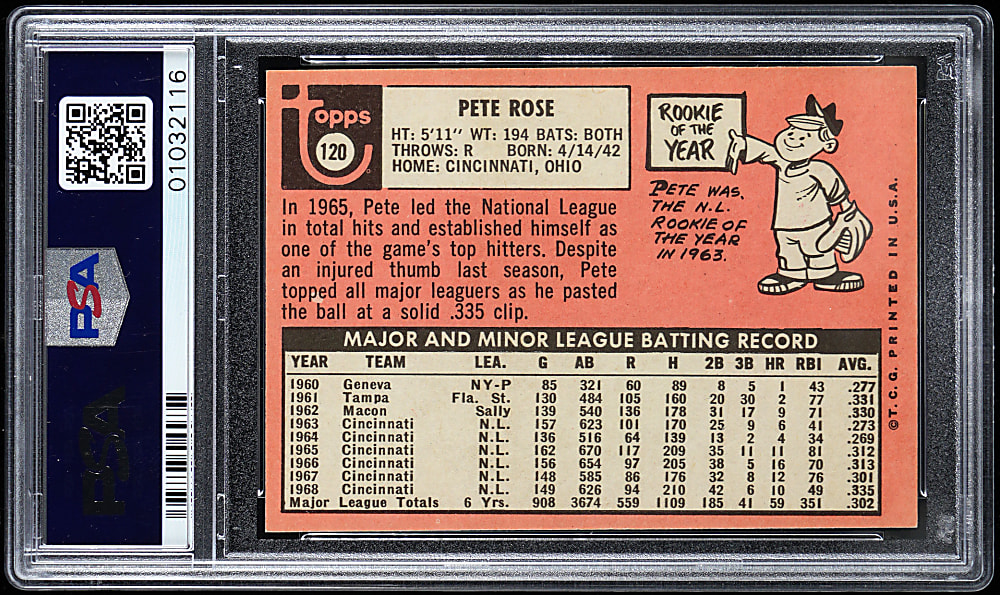 01032116
PSA
PSA
Topps
120
PETE ROSE
HT: 5'11" WT: 194 BATS: BOTH
THROWS: R BORN: 4/14/42
HOME: CINCINNATI, OHIO
In 1965, Pete led the National League
in total hits and established himself as
one of the game's top hitters. Despite
an injured thumb last season, Pete
topped all major leaguers as he pasted
the ball at a solid .335 clip.
ROOKIE
OF THE
YEAR
PETE WAS
THE N.L.
ROOKIE OF
THE YEAR
IN 1963.
MAJOR AND MINOR LEAGUE BATTING RECORD
YEAR TEAM LEA. G AB R H 2B 3B HR RBI AVG.
1960 Geneva NY-P 85 321 60 89 8 5 1 43 .277
1961 Tampa Fla. St. 130 484 105 160 20 30 2 77 .331
1962 Macon Sally 139 540 136 178 31 17 9 71 .330
1963 Cincinnati N.L. 157 623 101 170 25 9 6 41 .273
1964 Cincinnati N.L. 136 516 64 139 13 2 4 34 .269
1965 Cincinnati N.L. 162 670 117 209 35 11 11 81 .312
1966 Cincinnati N.L. 156 654 97 205 38 5 16 70 .313
1967 Cincinnati N.L. 148 585 86 176 32 8 12 76 .301
1968 Cincinnati N.L. 149 626 94 210 42 6 10 49 .335
Major League Totals 6 Yrs. 908 3674 559 1109 185 41 59 351 .302
©T.C.G. PRINTED IN U.S.A.